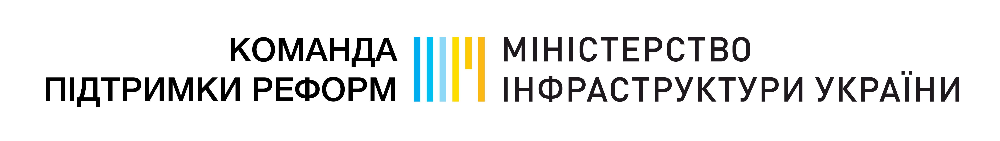 КОМАНДА
ПІДТРИМКИ РЕФОРМ
МІНІСТЕРСТВО
ІНФРАСТРУКТУРИ УКРАЇНИ